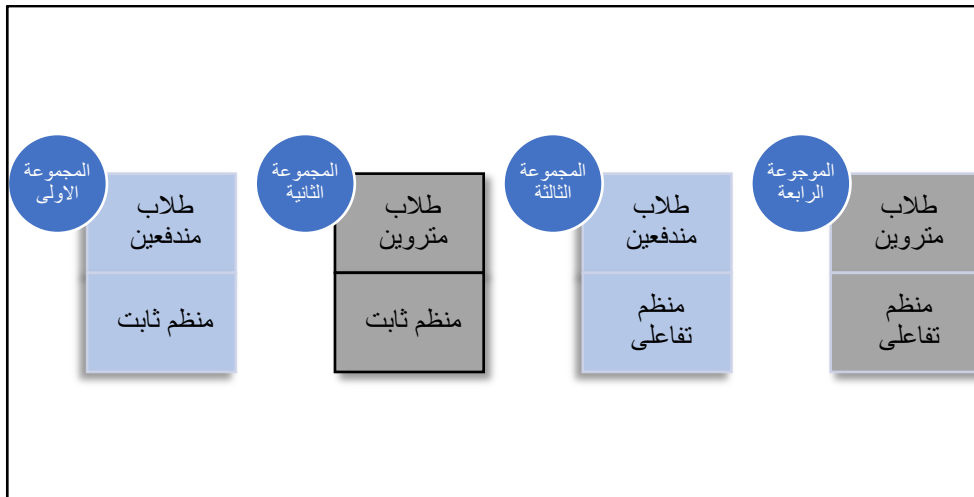 المجموعة
الاولى
طلاب
مندفعين
منظم ثابت
المجموعة
الثانية
طلاب
متروين
منظم ثابت
المجموعة
الثالثة
طلاب
مندفعين
منظم
تفاعلى
الموجوعة
الرابعة
طلاب
متروين
منظم
تفاعلى